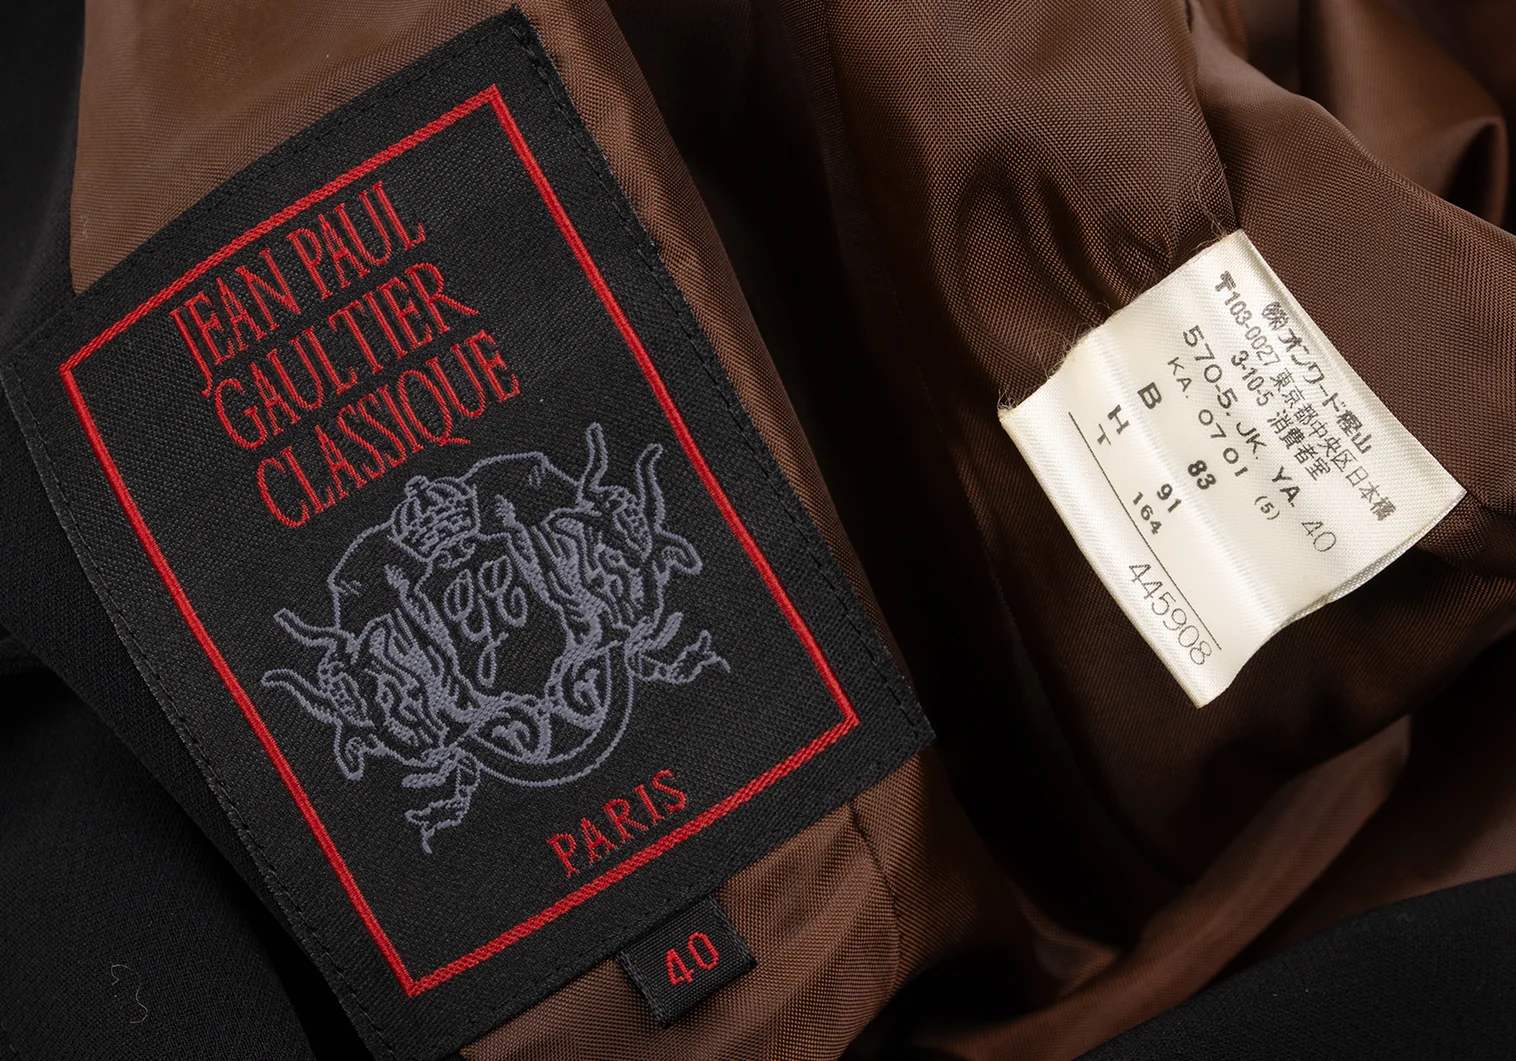 JEAN PAUL
GAULTIER
CLASSIQUE
PARIS
40
㈱オンワード樫山
〒103-0027 東京都中央区日本橋
3-10-5 消費者室
570-5. JK. YA. 40
KA. 0701 (5)
B 83
H 91
T 164
445908